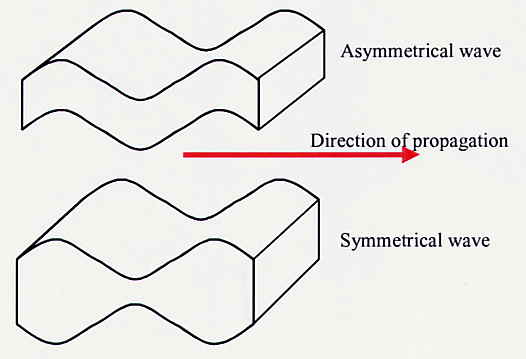 Asymmetrical wave
Direction of propagation
Symmetrical wave